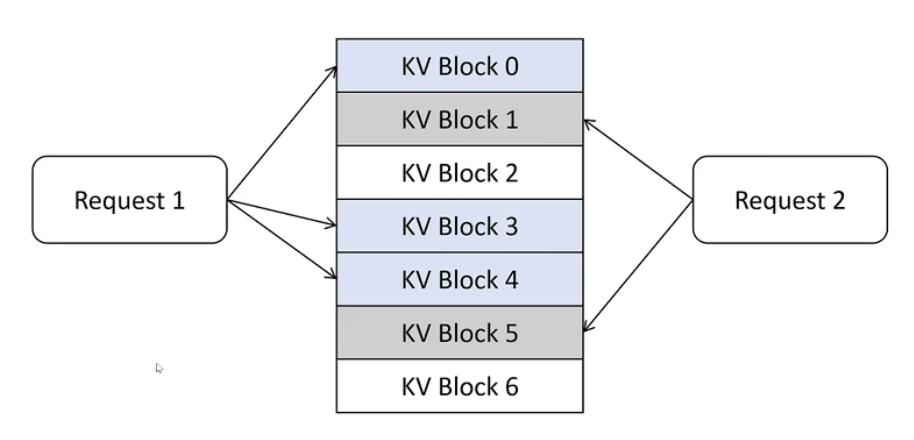 KV Block 0
KV Block 1
KV Block 2
Request 1
Request 2
KV Block 3
KV Block 4
KV Block 5
KV Block 6